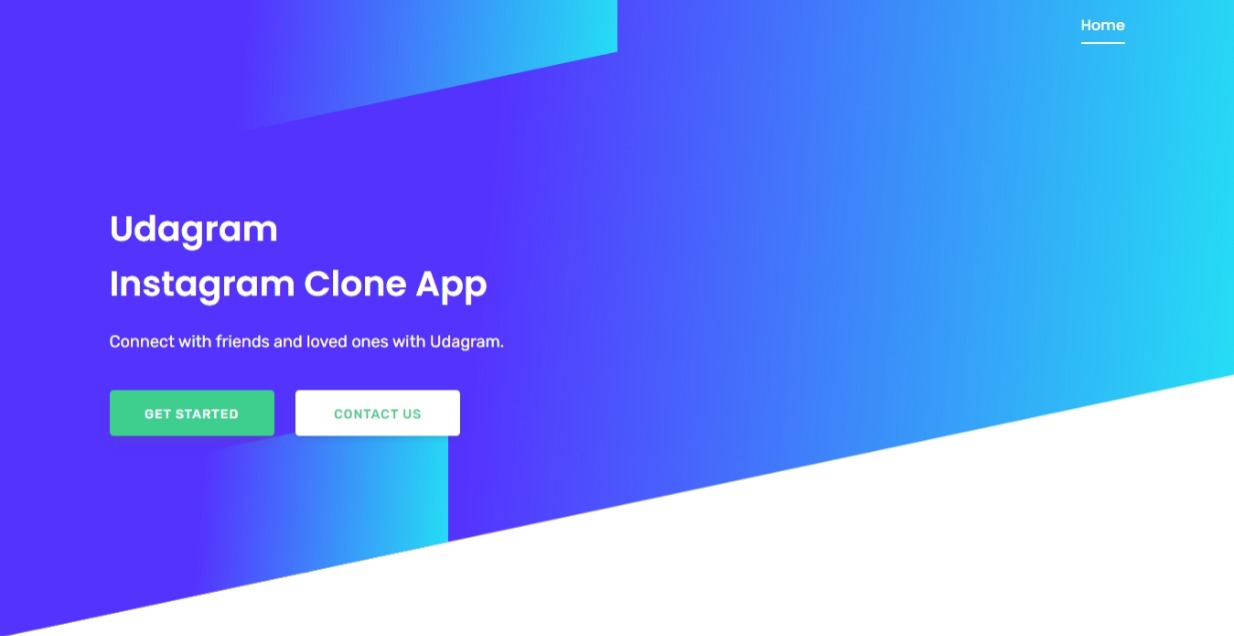 Home
Udagram
Instagram Clone App
Connect with friends and loved ones with Udagram.
GET STARTED
CONTACT US